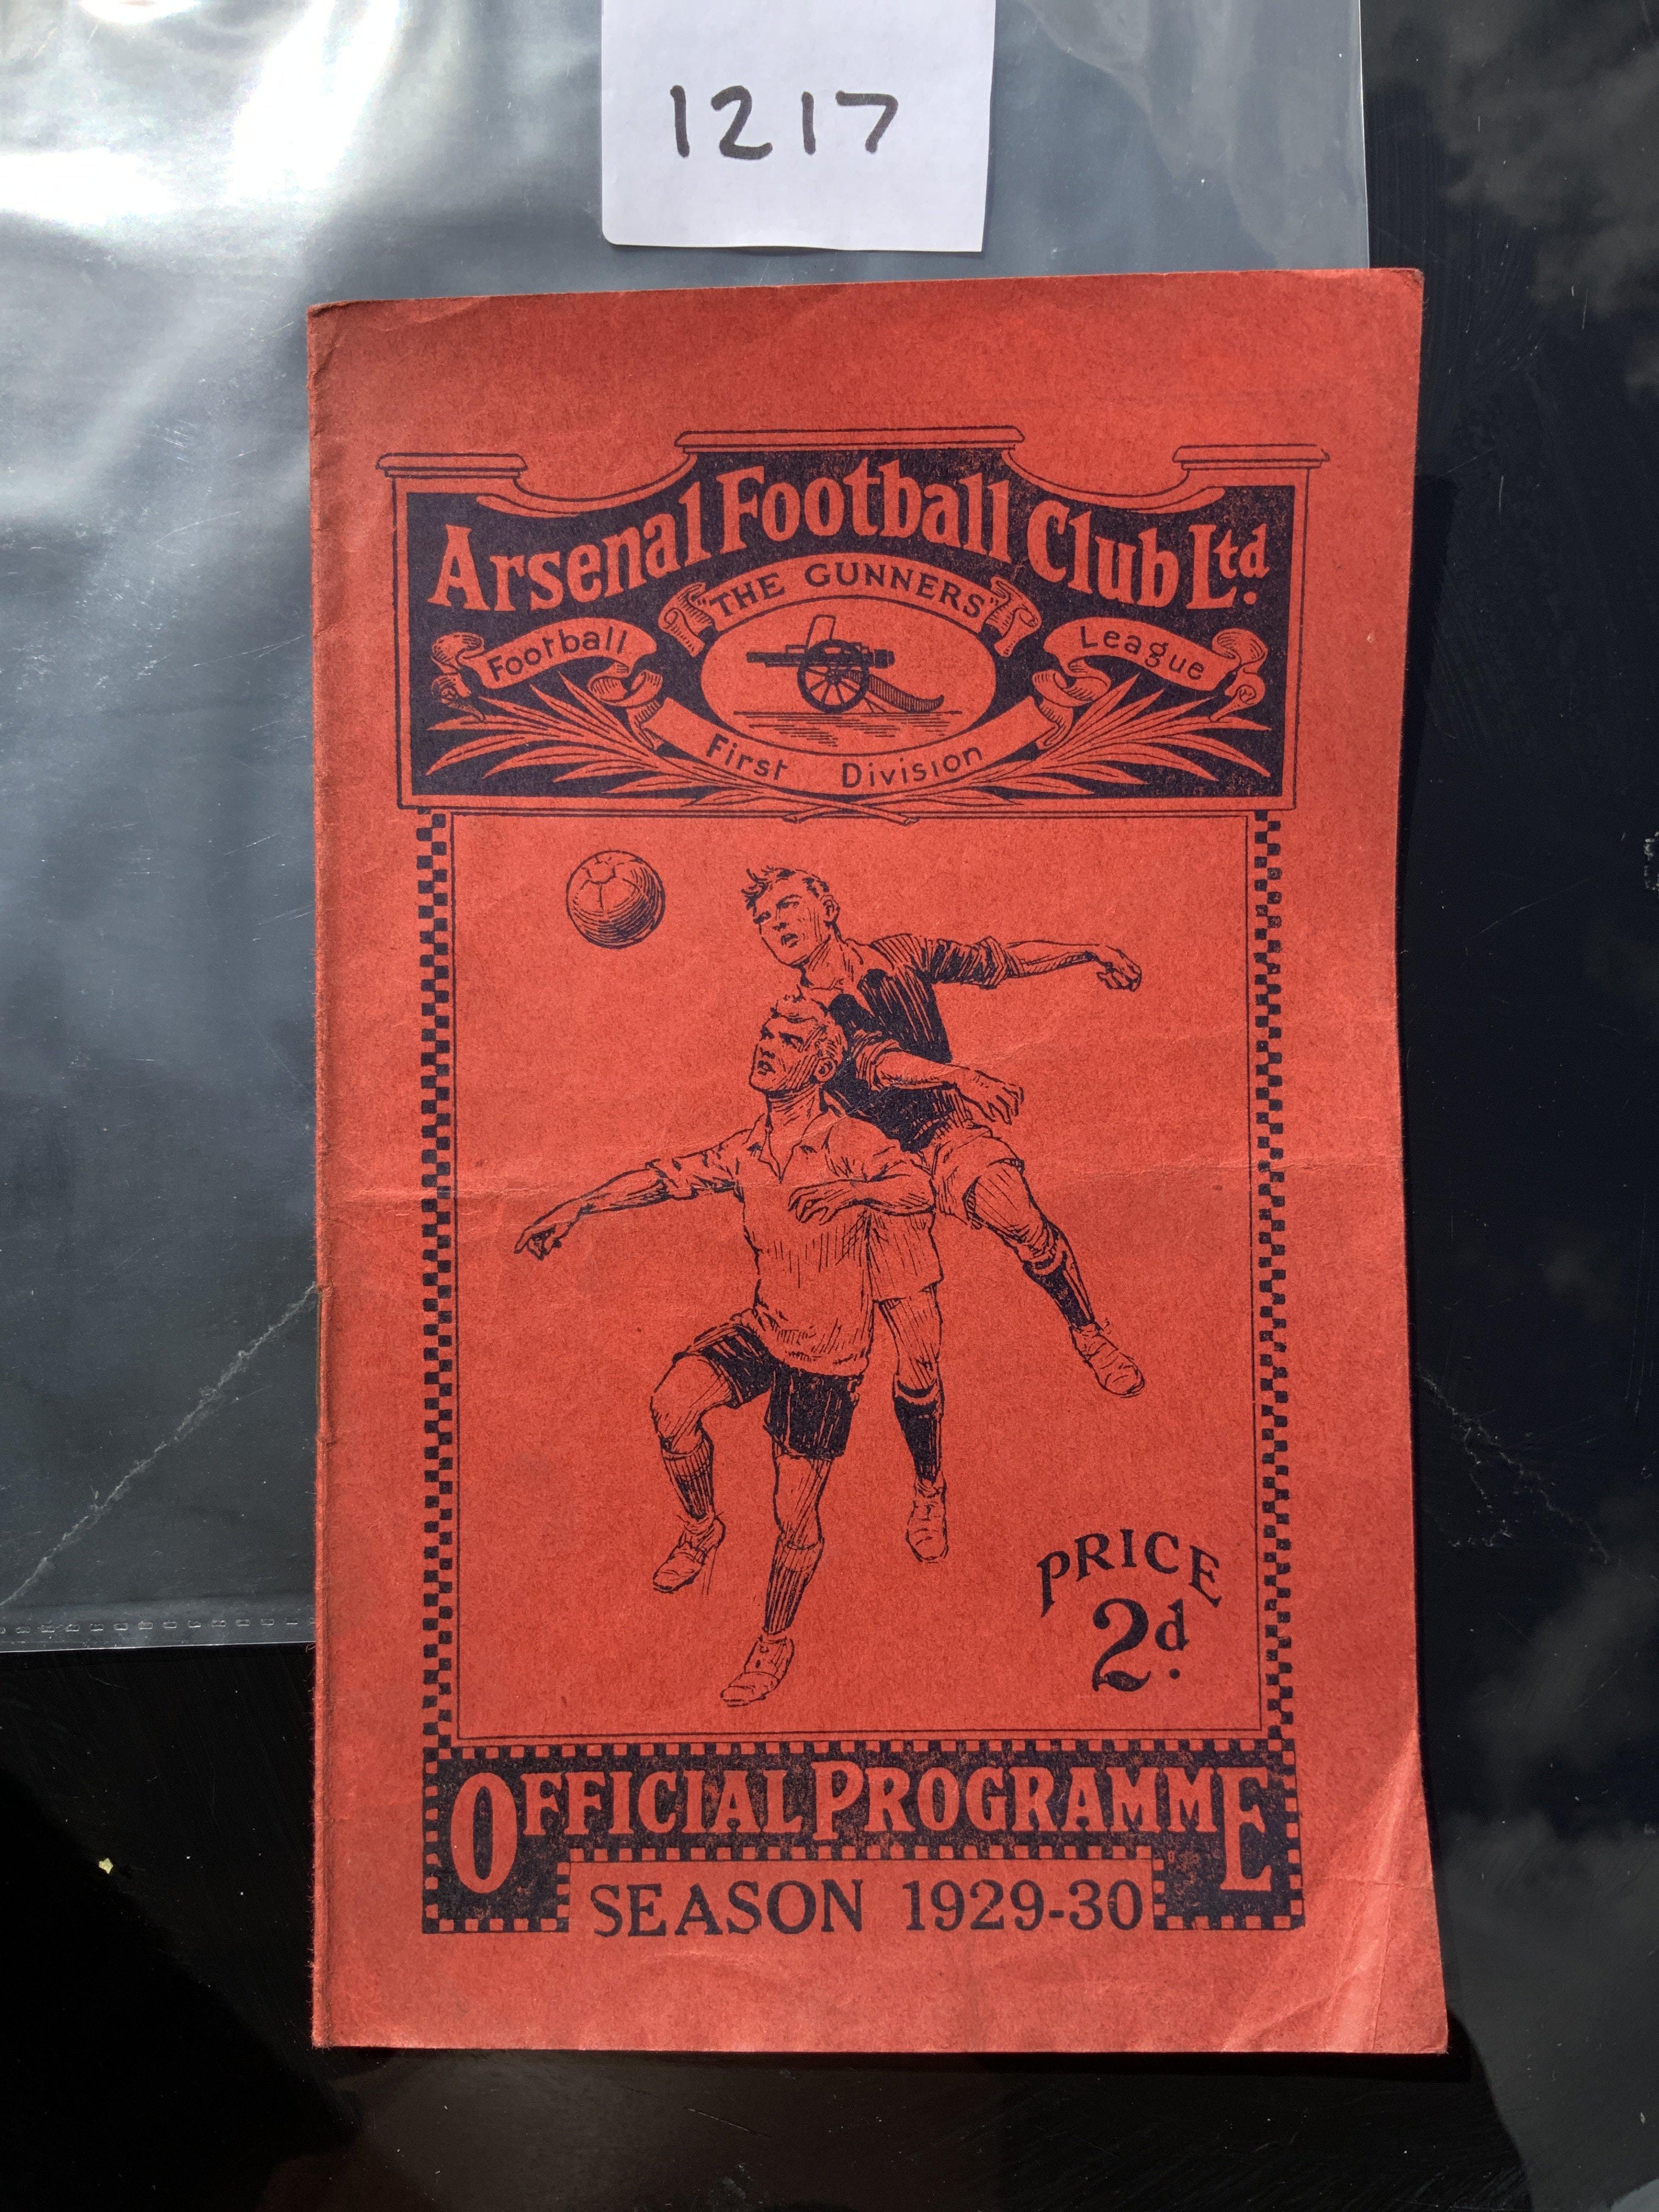 1217
Arsenal Football Club Ltd.
"THE GUNNERS"
Football League
First Division
PRICE
2d.
OFFICIAL PROGRAMME
SEASON 1929-30